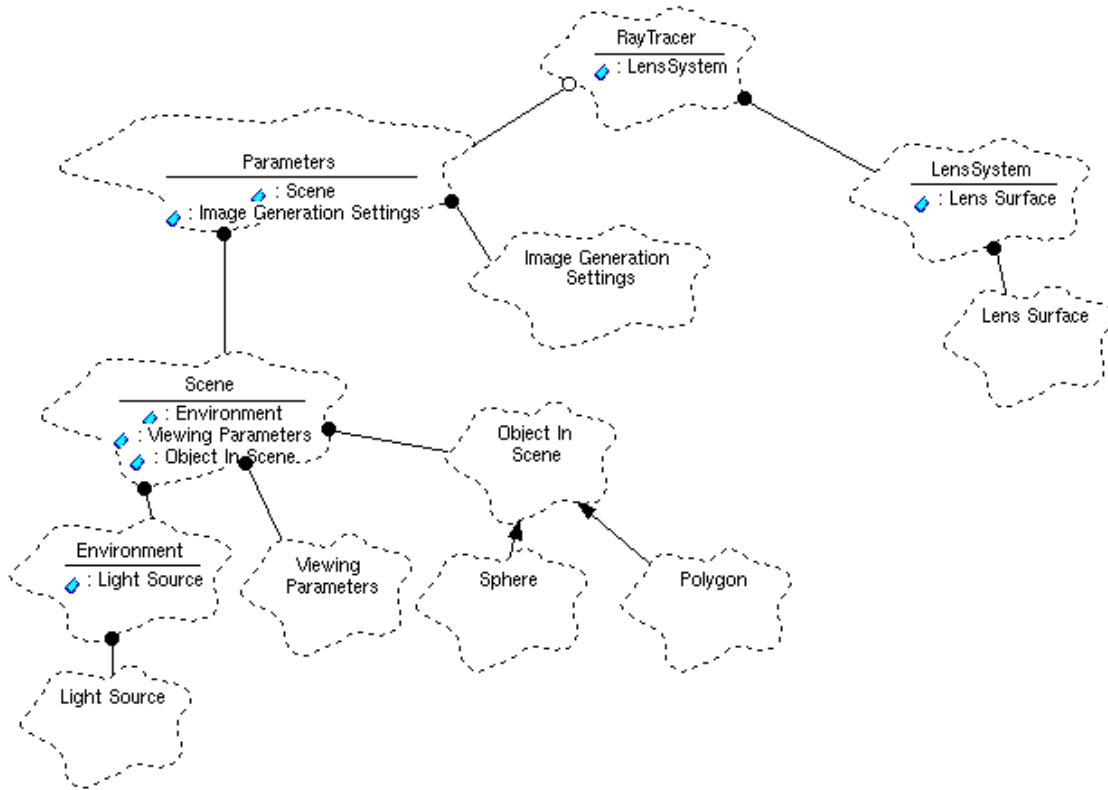 RayTracer
: LensSystem
Parameters
: Scene
: Image Generation Settings
LensSystem
: Lens Surface
Image Generation
Settings
Lens Surface
Scene
: Environment
: Viewing Parameters
: Object In Scene
Object In
Scene
Environment
: Light Source
Viewing
Parameters
Sphere
Polygon
Light Source